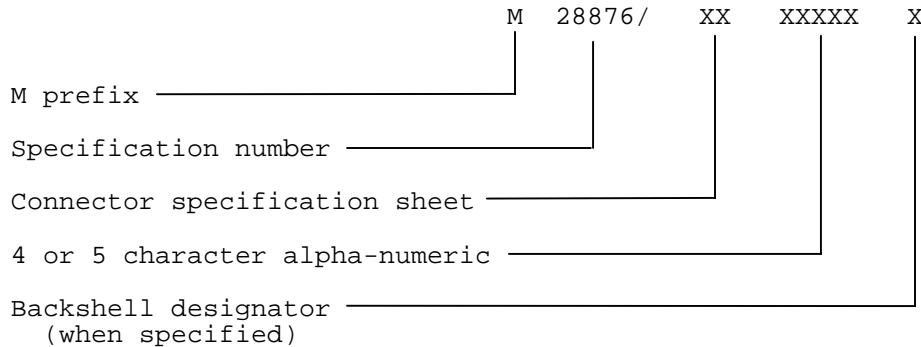 M 28876/ XX XXXXX X
M prefix
Specification number
Connector specification sheet
4 or 5 character alpha-numeric
Backshell designator
(when specified)